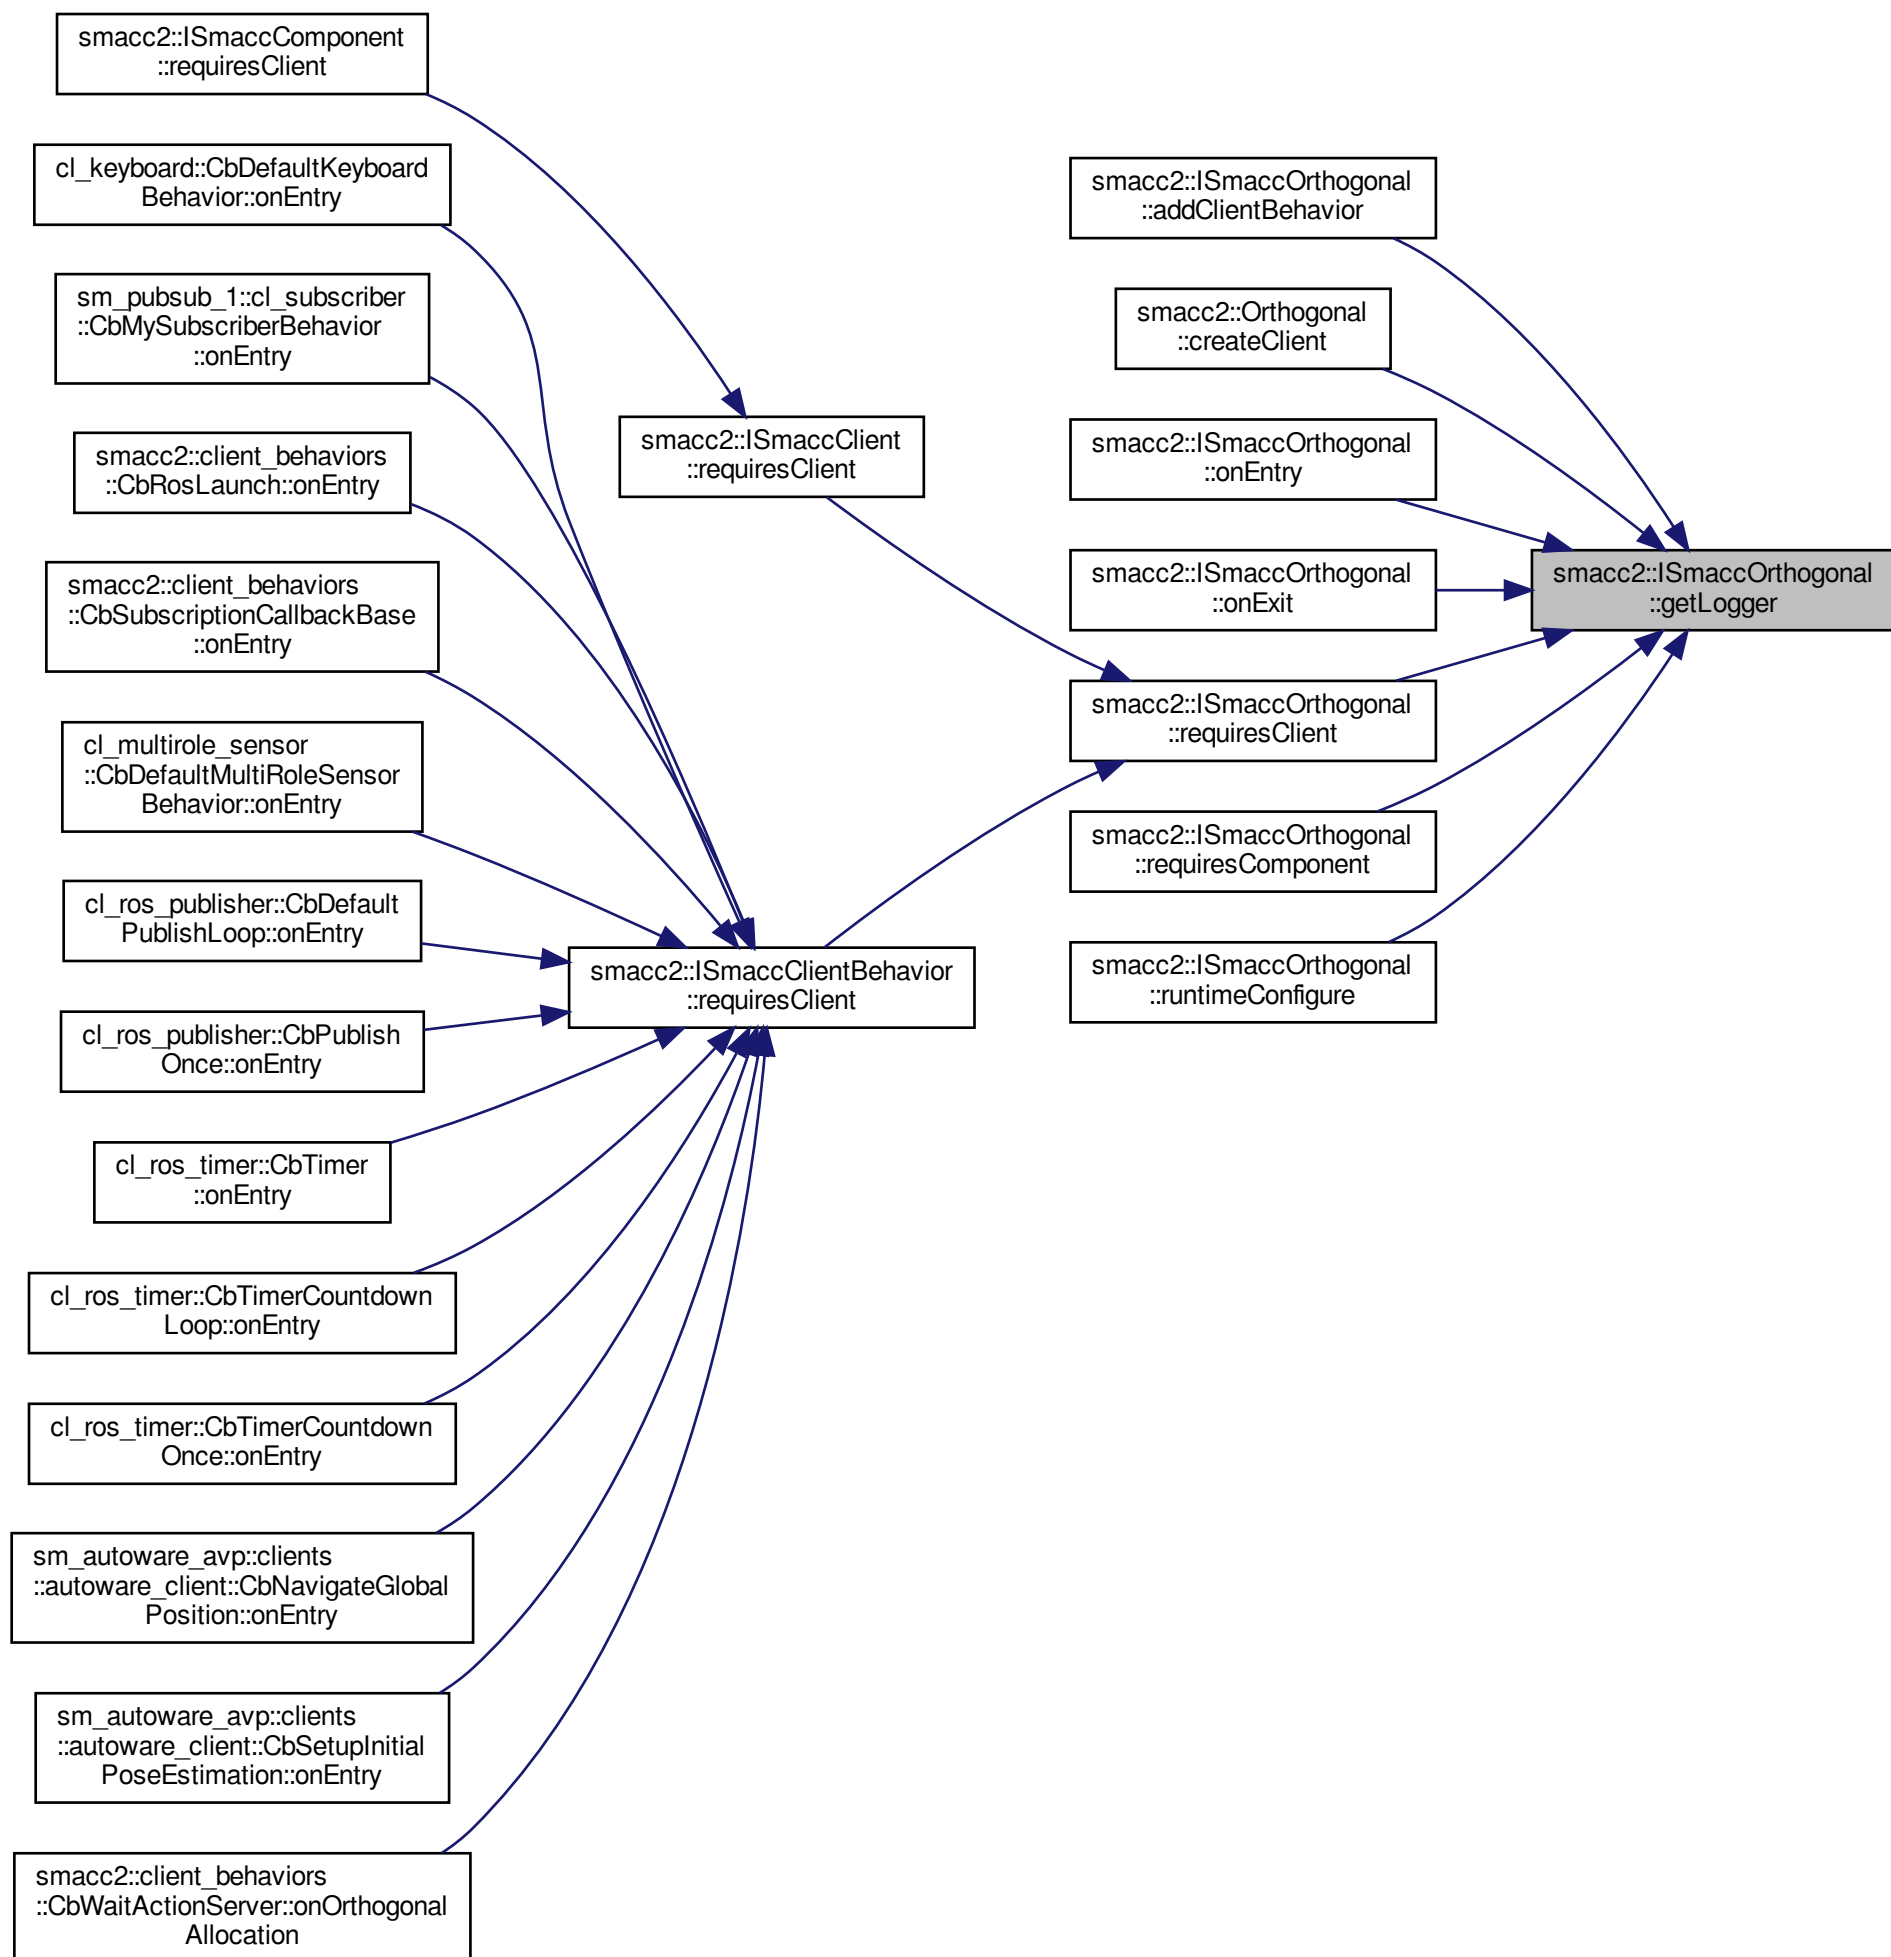 smacc2::ISmaccComponent
::requiresClient
cl_keyboard::CbDefaultKeyboard
Behavior::onEntry
sm_pubsub_1::cl_subscriber
::CbMySubscriberBehavior
::onEntry
smacc2::client_behaviors
::CbRosLaunch::onEntry
smacc2::client_behaviors
::CbSubscriptionCallbackBase
::onEntry
cl_multirole_sensor
::CbDefaultMultiRoleSensor
Behavior::onEntry
cl_ros_publisher::CbDefault
PublishLoop::onEntry
cl_ros_publisher::CbPublish
Once::onEntry
cl_ros_timer::CbTimer
::onEntry
cl_ros_timer::CbTimerCountdown
Loop::onEntry
cl_ros_timer::CbTimerCountdown
Once::onEntry
sm_autoware_avp::clients
::autoware_client::CbNavigateGlobal
Position::onEntry
sm_autoware_avp::clients
::autoware_client::CbSetupInitial
PoseEstimation::onEntry
smacc2::client_behaviors
::CbWaitActionServer::onOrthogonal
Allocation
smacc2::ISmaccClient
::requiresClient
smacc2::ISmaccClientBehavior
::requiresClient
smacc2::ISmaccOrthogonal
::addClientBehavior
smacc2::Orthogonal
::createClient
smacc2::ISmaccOrthogonal
::onEntry
smacc2::ISmaccOrthogonal
::onExit
smacc2::ISmaccOrthogonal
::requiresClient
smacc2::ISmaccOrthogonal
::requiresComponent
smacc2::ISmaccOrthogonal
::runtimeConfigure
smacc2::ISmaccOrthogonal
::getLogger